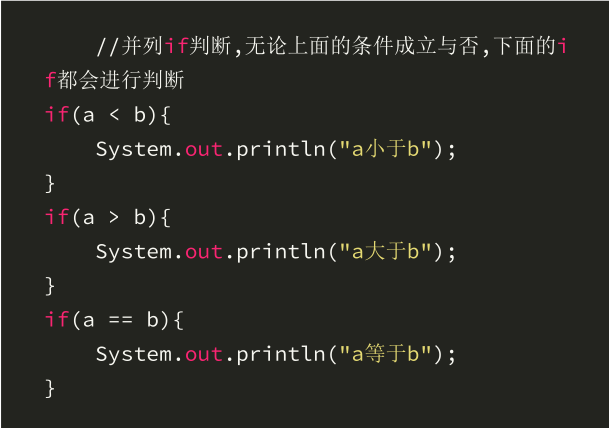 //并列if判断,无论上面的条件成立与否,下面的i
f都会进行判断
if(a < b){
System.out.println("a小于b");
}
if(a > b){
System.out.println("a大于b");
}
if(a == b){
System.out.println("a等于b");
}